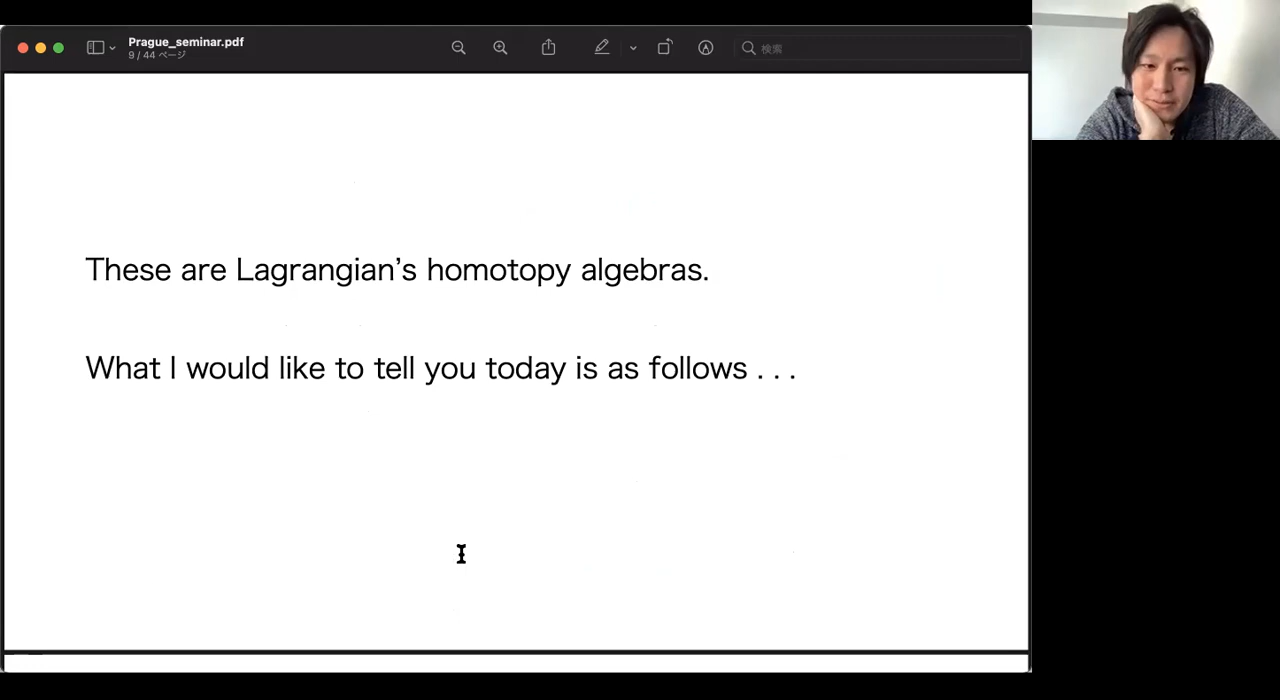 Prague_seminar.pdf
9 / 44 ページ
検索
These are Lagrangian’s homotopy algebras.
What I would like to tell you today is as follows . . .